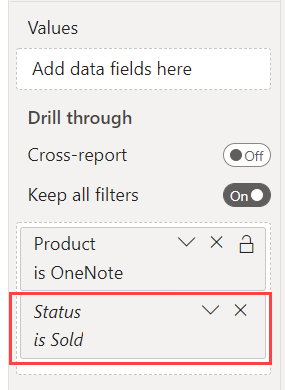 Values
Add data fields here
Drill through
Cross-report
Off
Keep all filters
On
Product
is OneNote
Status
is Sold